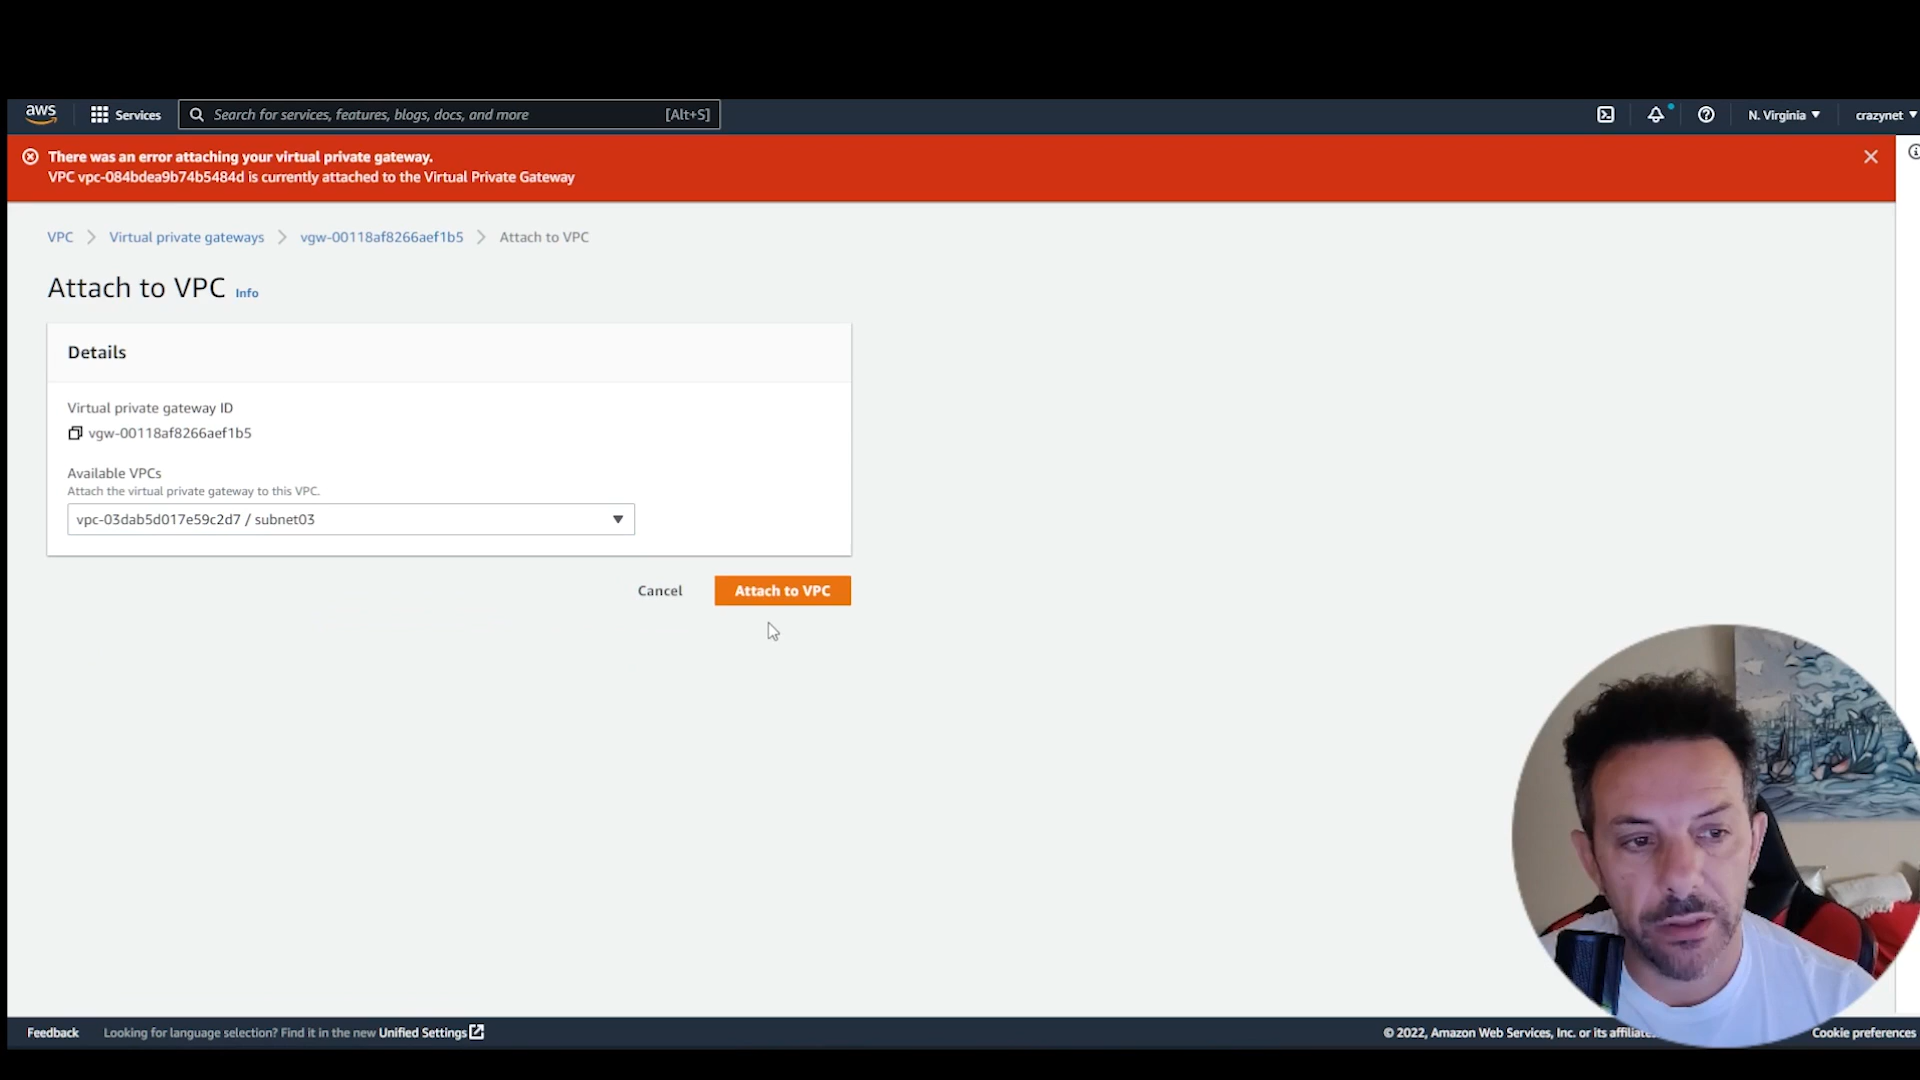 aws
Services
Search for services, features, blogs, docs, and more
[Alt+S]
N. Virginia
crazynet
There was an error attaching your virtual private gateway.
VPC vpc-084bdea9b74b5484d is currently attached to the Virtual Private Gateway
VPC
Virtual private gateways
vgw-00118af8266aef1b5
Attach to VPC
Attach to VPC
Info
Details
Virtual private gateway ID
vgw-00118af8266aef1b5
Available VPCs
Attach the virtual private gateway to this VPC.
vpc-03dab5d017e59c2d7 / subnet03
Cancel
Attach to VPC
Feedback
Looking for language selection? Find it in the new Unified Settings
© 2022, Amazon Web Services, Inc. or its affiliate
Cookie preferences